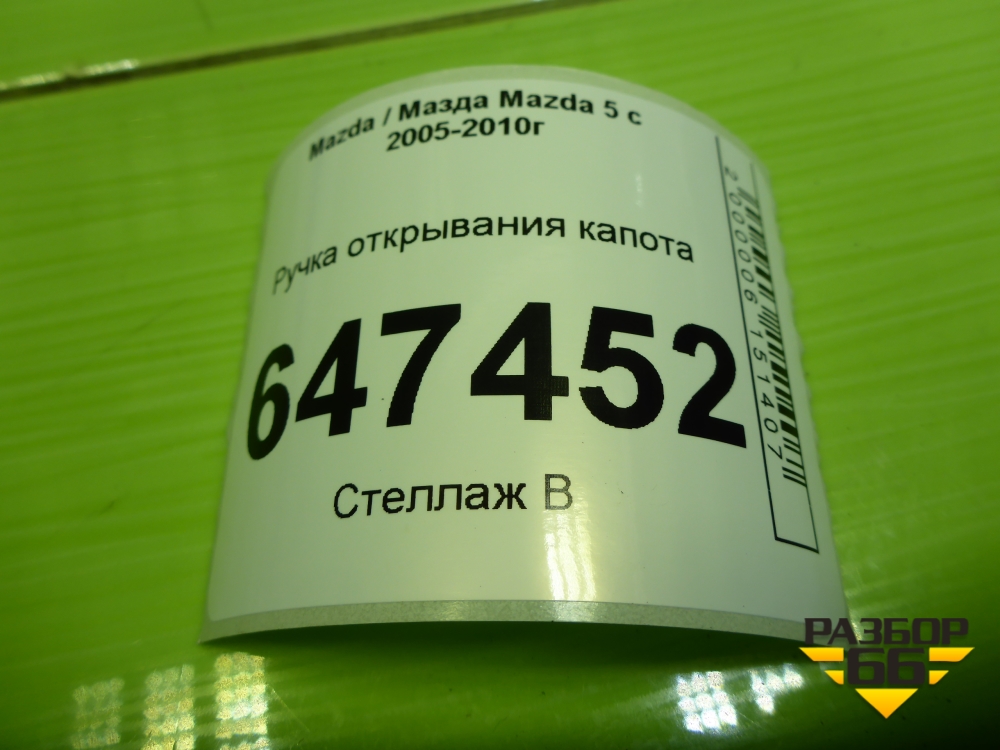 Mazda / Мазда Mazda 5 с
2005-2010г
Ручка открывания капота
647452
Стеллаж В
2000006151407
РАЗБОР
66